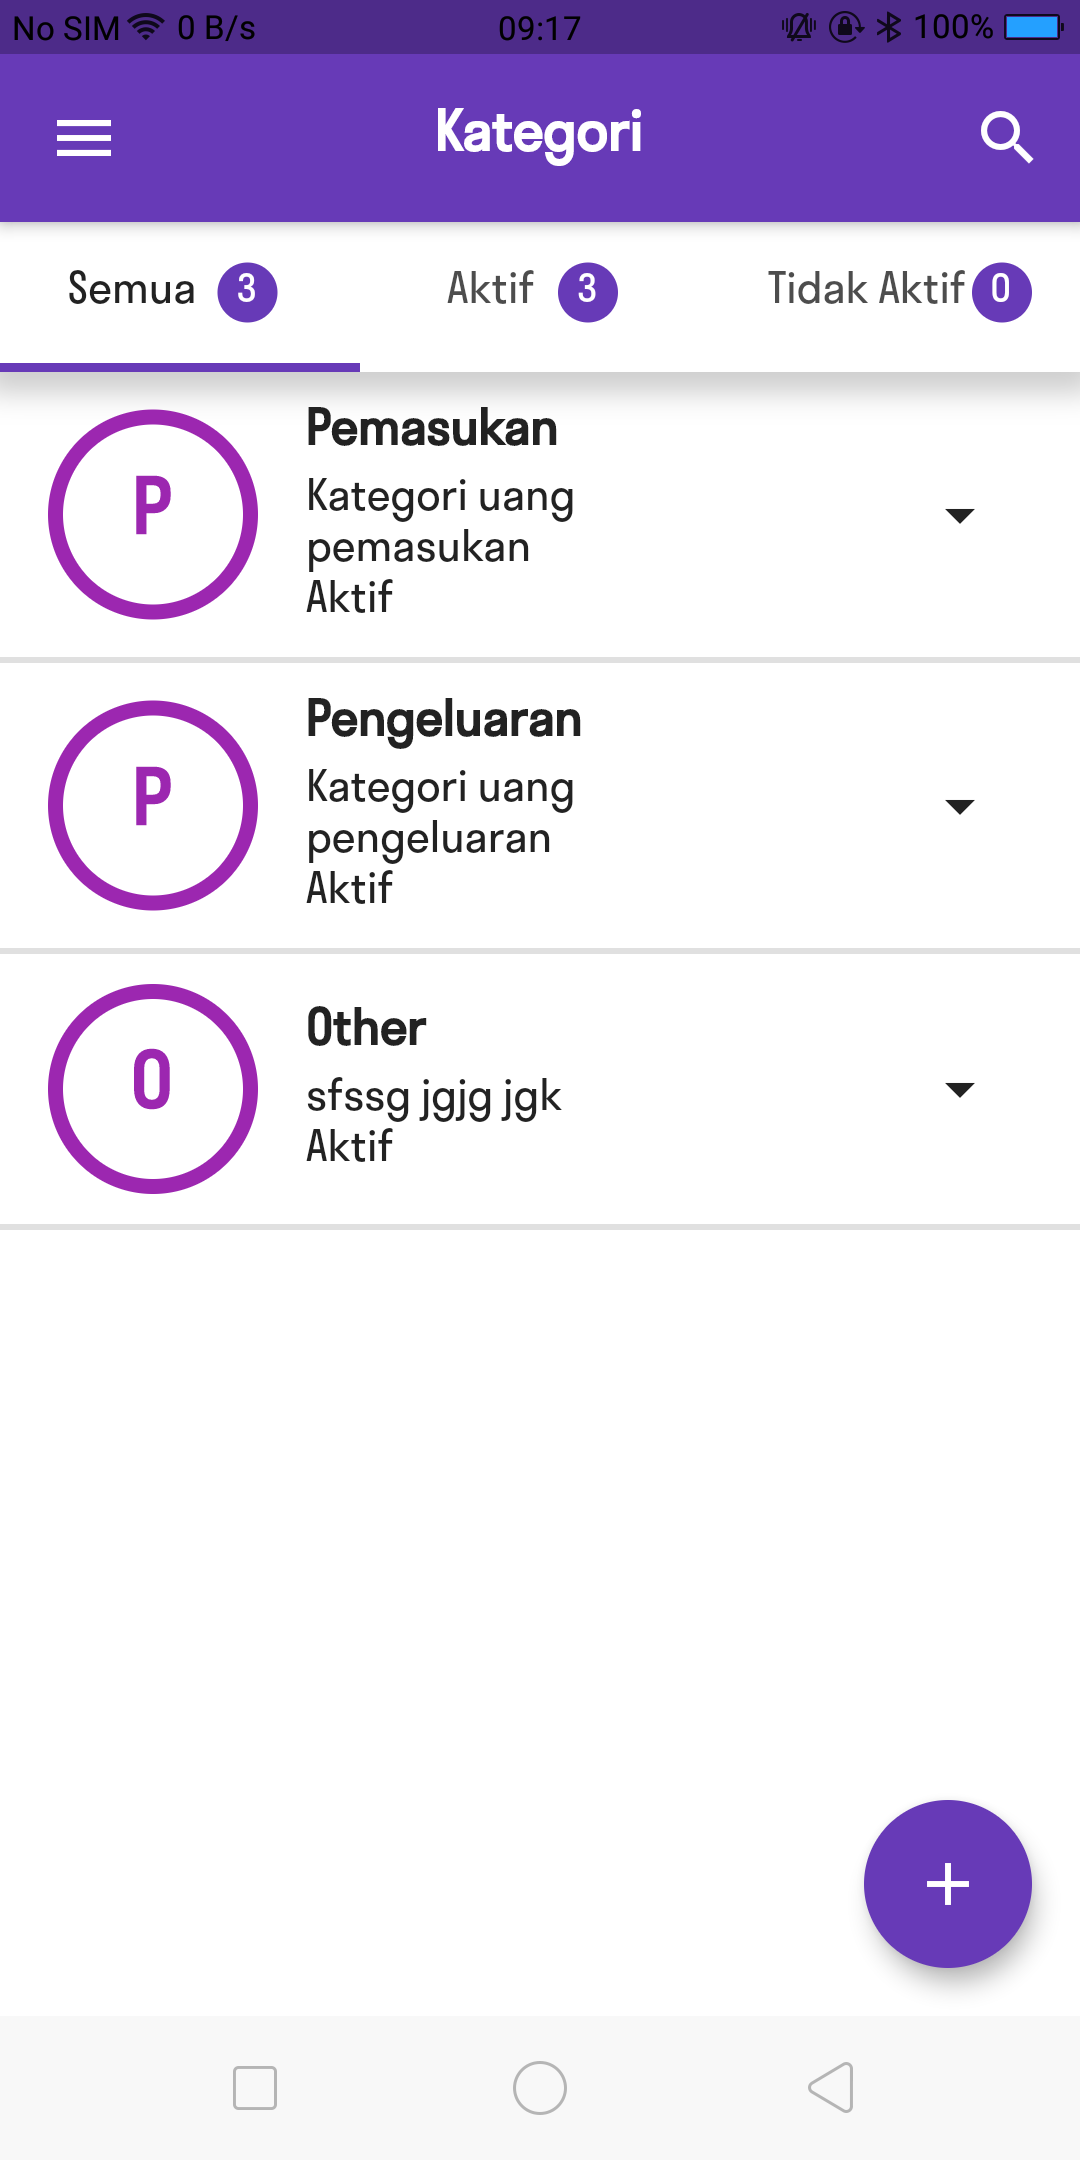 No SIM 0 B/s 09:17 100%
Kategori
Semua 3 Aktif 3 Tidak Aktif 0
P
Pemasukan
Kategori uang
pemasukan
Aktif
P
Pengeluaran
Kategori uang
pengeluaran
Aktif
O
Other
sfssg jgjg jgk
Aktif